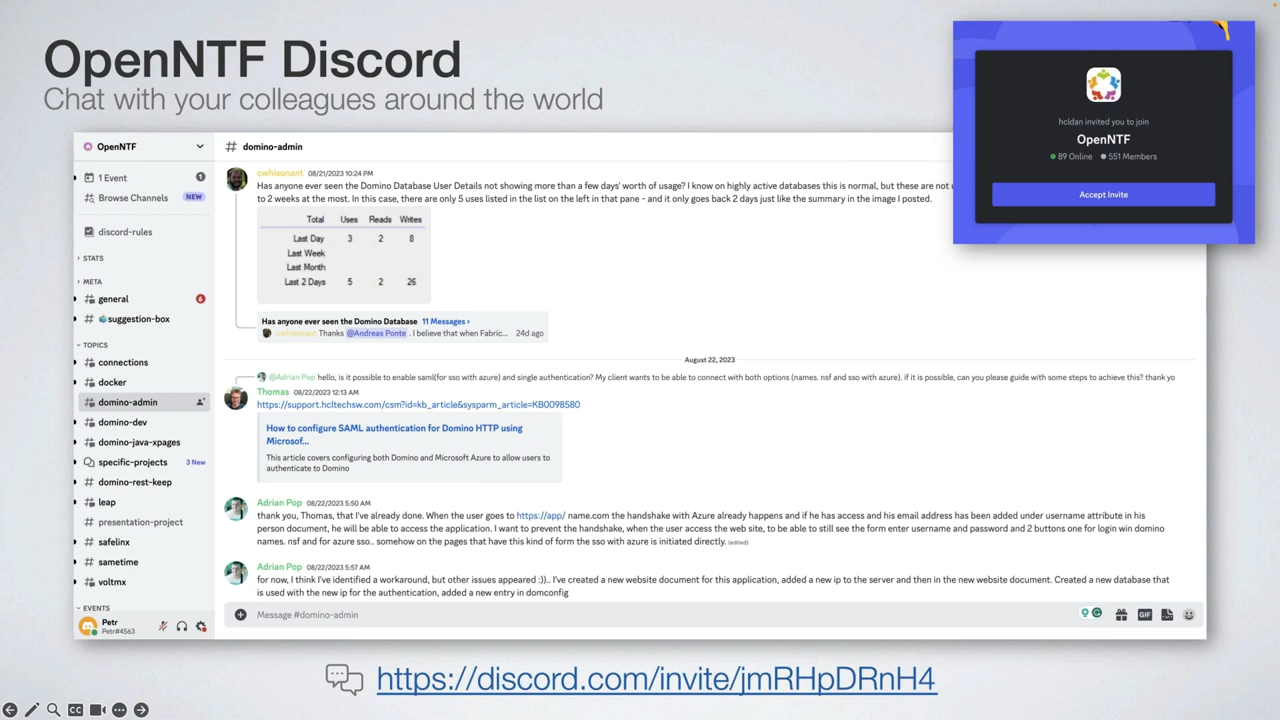 OpenNTF Discord
Chat with your colleagues around the world
hcldan invited you to join
OpenNTF
89 Online 551 Members
Accept Invite
OpenNTF
1 Event 1
Browse Channels NEW
discord-rules
STATS
META
general 6
suggestion-box
TOPICS
connections
docker
domino-admin
domino-dev
domino-java-xpages
specific-projects 3 New
domino-rest-keep
leap
presentation-project
safelinx
sametime
voltmx
EVENTS
Petr
Petr#4563
# domino-admin
cwhisonant 08/21/2023 10:24 PM
Has anyone ever seen the Domino Database User Details not showing more than a few days' worth of usage? I know on highly active databases this is normal, but these are not
to 2 weeks at the most. In this case, there are only 5 uses listed in the list on the left in that pane - and it only goes back 2 days just like the summary in the image I posted.
Total Uses Reads Writes
Last Day 3 2 8
Last Week
Last Month
Last 2 Days 5 2 26
Has anyone ever seen the Domino Database 11 Messages ›
cwhisonant Thanks @Andreas Ponte . I believe that when Fabric... 24d ago
August 22, 2023
@Adrian Pop hello, is it possible to enable saml(for sso with azure) and single authentication? My client wants to be able to connect with both options (names. nsf and sso with azure). if it is possible, can you please guide with some steps to achieve this? thank yo
Thomas 08/22/2023 12:13 AM
https://support.hcltechsw.com/csm?id=kb_article&sysparm_article=KB0098580
How to configure SAML authentication for Domino HTTP using
Microsof...
This article covers configuring both Domino and Microsoft Azure to allow users to
authenticate to Domino
Adrian Pop 08/22/2023 5:50 AM
thank you, Thomas, that I've already done. When the user goes to https://app/ name.com the handshake with Azure already happens and if he has access and his email address has been added under username attribute in his
person document, he will be able to access the application. I want to prevent the handshake, when the user access the web site, to be able to still see the form enter username and password and 2 buttons one for login win domino
names. nsf and for azure sso.. somehow on the pages that have this kind of form the sso with azure is initiated directly. (edited)
Adrian Pop 08/22/2023 5:57 AM
for now, I think I've identified a workaround, but other issues appeared :)).. I've created a new website document for this application, added a new ip to the server and then in the new website document. Created a new database that
is used with the new ip for the authentication, added a new entry in domconfig
Message #domino-admin
GIF
https://discord.com/invite/jmRHpDRnH4
CC